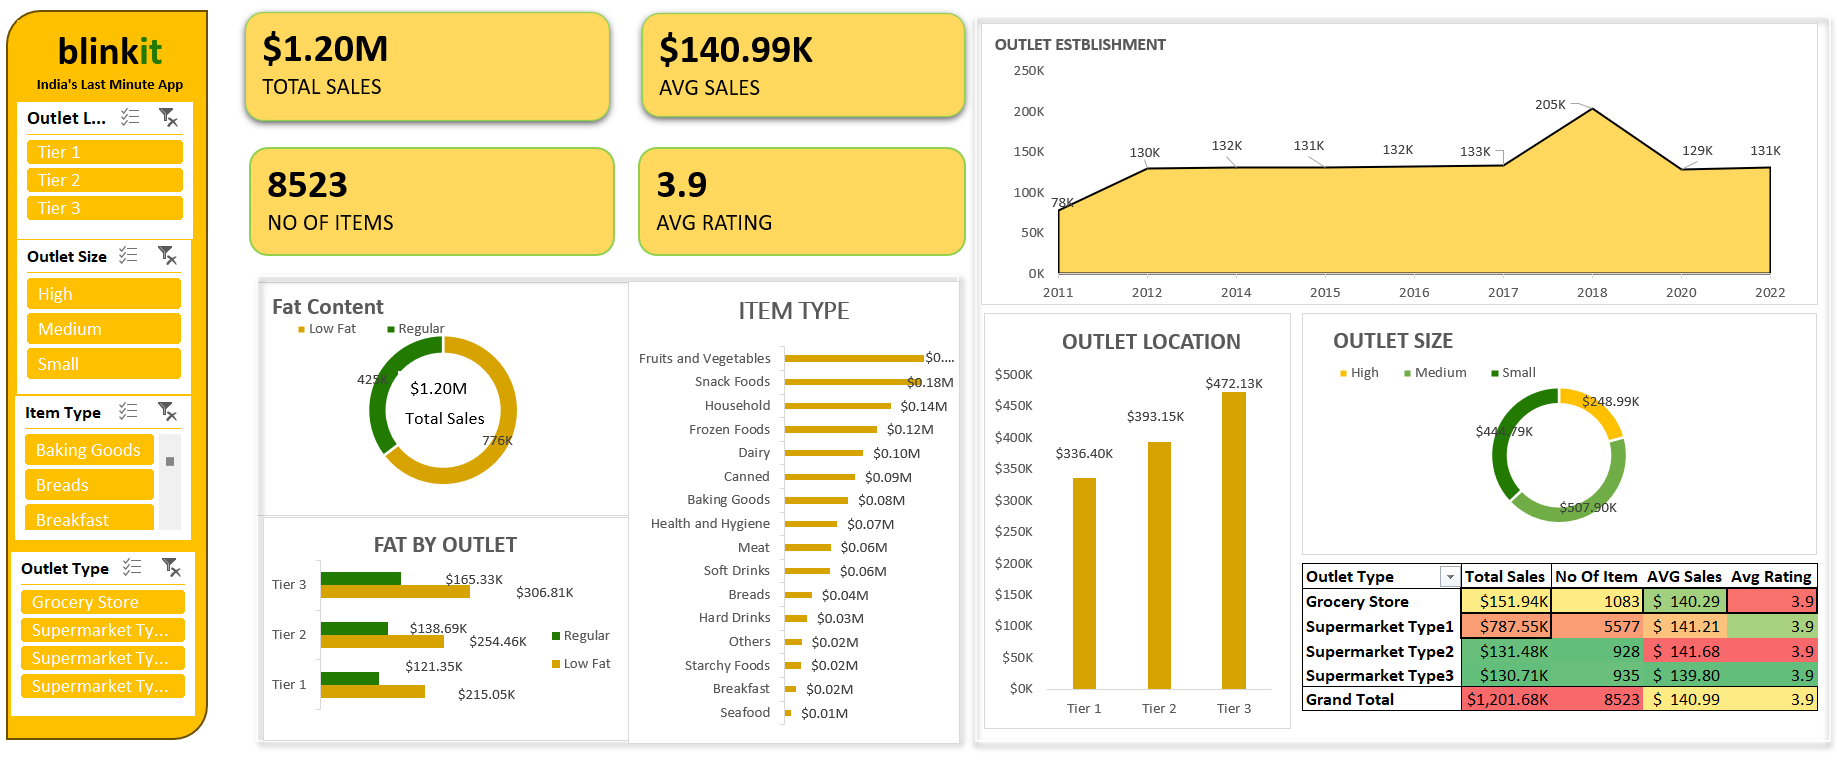 blinkit
India's Last Minute App
Outlet L...
Tier 1
Tier 2
Tier 3
Outlet Size
High
Medium
Small
Item Type
Baking Goods
Breads
Breakfast
Outlet Type
Grocery Store
Supermarket Ty...
Supermarket Ty...
Supermarket Ty...
$1.20M
TOTAL SALES
$140.99K
AVG SALES
8523
NO OF ITEMS
3.9
AVG RATING
Fat Content
Low Fat Regular
425K
$1.20M
Total Sales
776K
FAT BY OUTLET
Tier 3 $165.33K
$306.81K
Tier 2 $138.69K
$254.46K
Tier 1 $121.35K
$215.05K
Regular
Low Fat
ITEM TYPE
Fruits and Vegetables $0....
Snack Foods $0.18M
Household $0.14M
Frozen Foods $0.12M
Dairy $0.10M
Canned $0.09M
Baking Goods $0.08M
Health and Hygiene $0.07M
Meat $0.06M
Soft Drinks $0.06M
Breads $0.04M
Hard Drinks $0.03M
Others $0.02M
Starchy Foods $0.02M
Breakfast $0.02M
Seafood $0.01M
OUTLET ESTBLISHMENT
250K
200K
150K
100K
50K
0K
78K 130K 132K 131K 132K 133K 205K 129K 131K
2011 2012 2014 2015 2016 2017 2018 2020 2022
OUTLET LOCATION
$500K
$450K
$400K
$350K
$300K
$250K
$200K
$150K
$100K
$50K
$0K
$336.40K $393.15K $472.13K
Tier 1 Tier 2 Tier 3
OUTLET SIZE
High Medium Small
$248.99K
$444.79K
$507.90K
Outlet Type Total Sales No Of Item AVG Sales Avg Rating
Grocery Store $151.94K 1083 $ 140.29 3.9
Supermarket Type1 $787.55K 5577 $ 141.21 3.9
Supermarket Type2 $131.48K 928 $ 141.68 3.9
Supermarket Type3 $130.71K 935 $ 139.80 3.9
Grand Total $1,201.68K 8523 $ 140.99 3.9